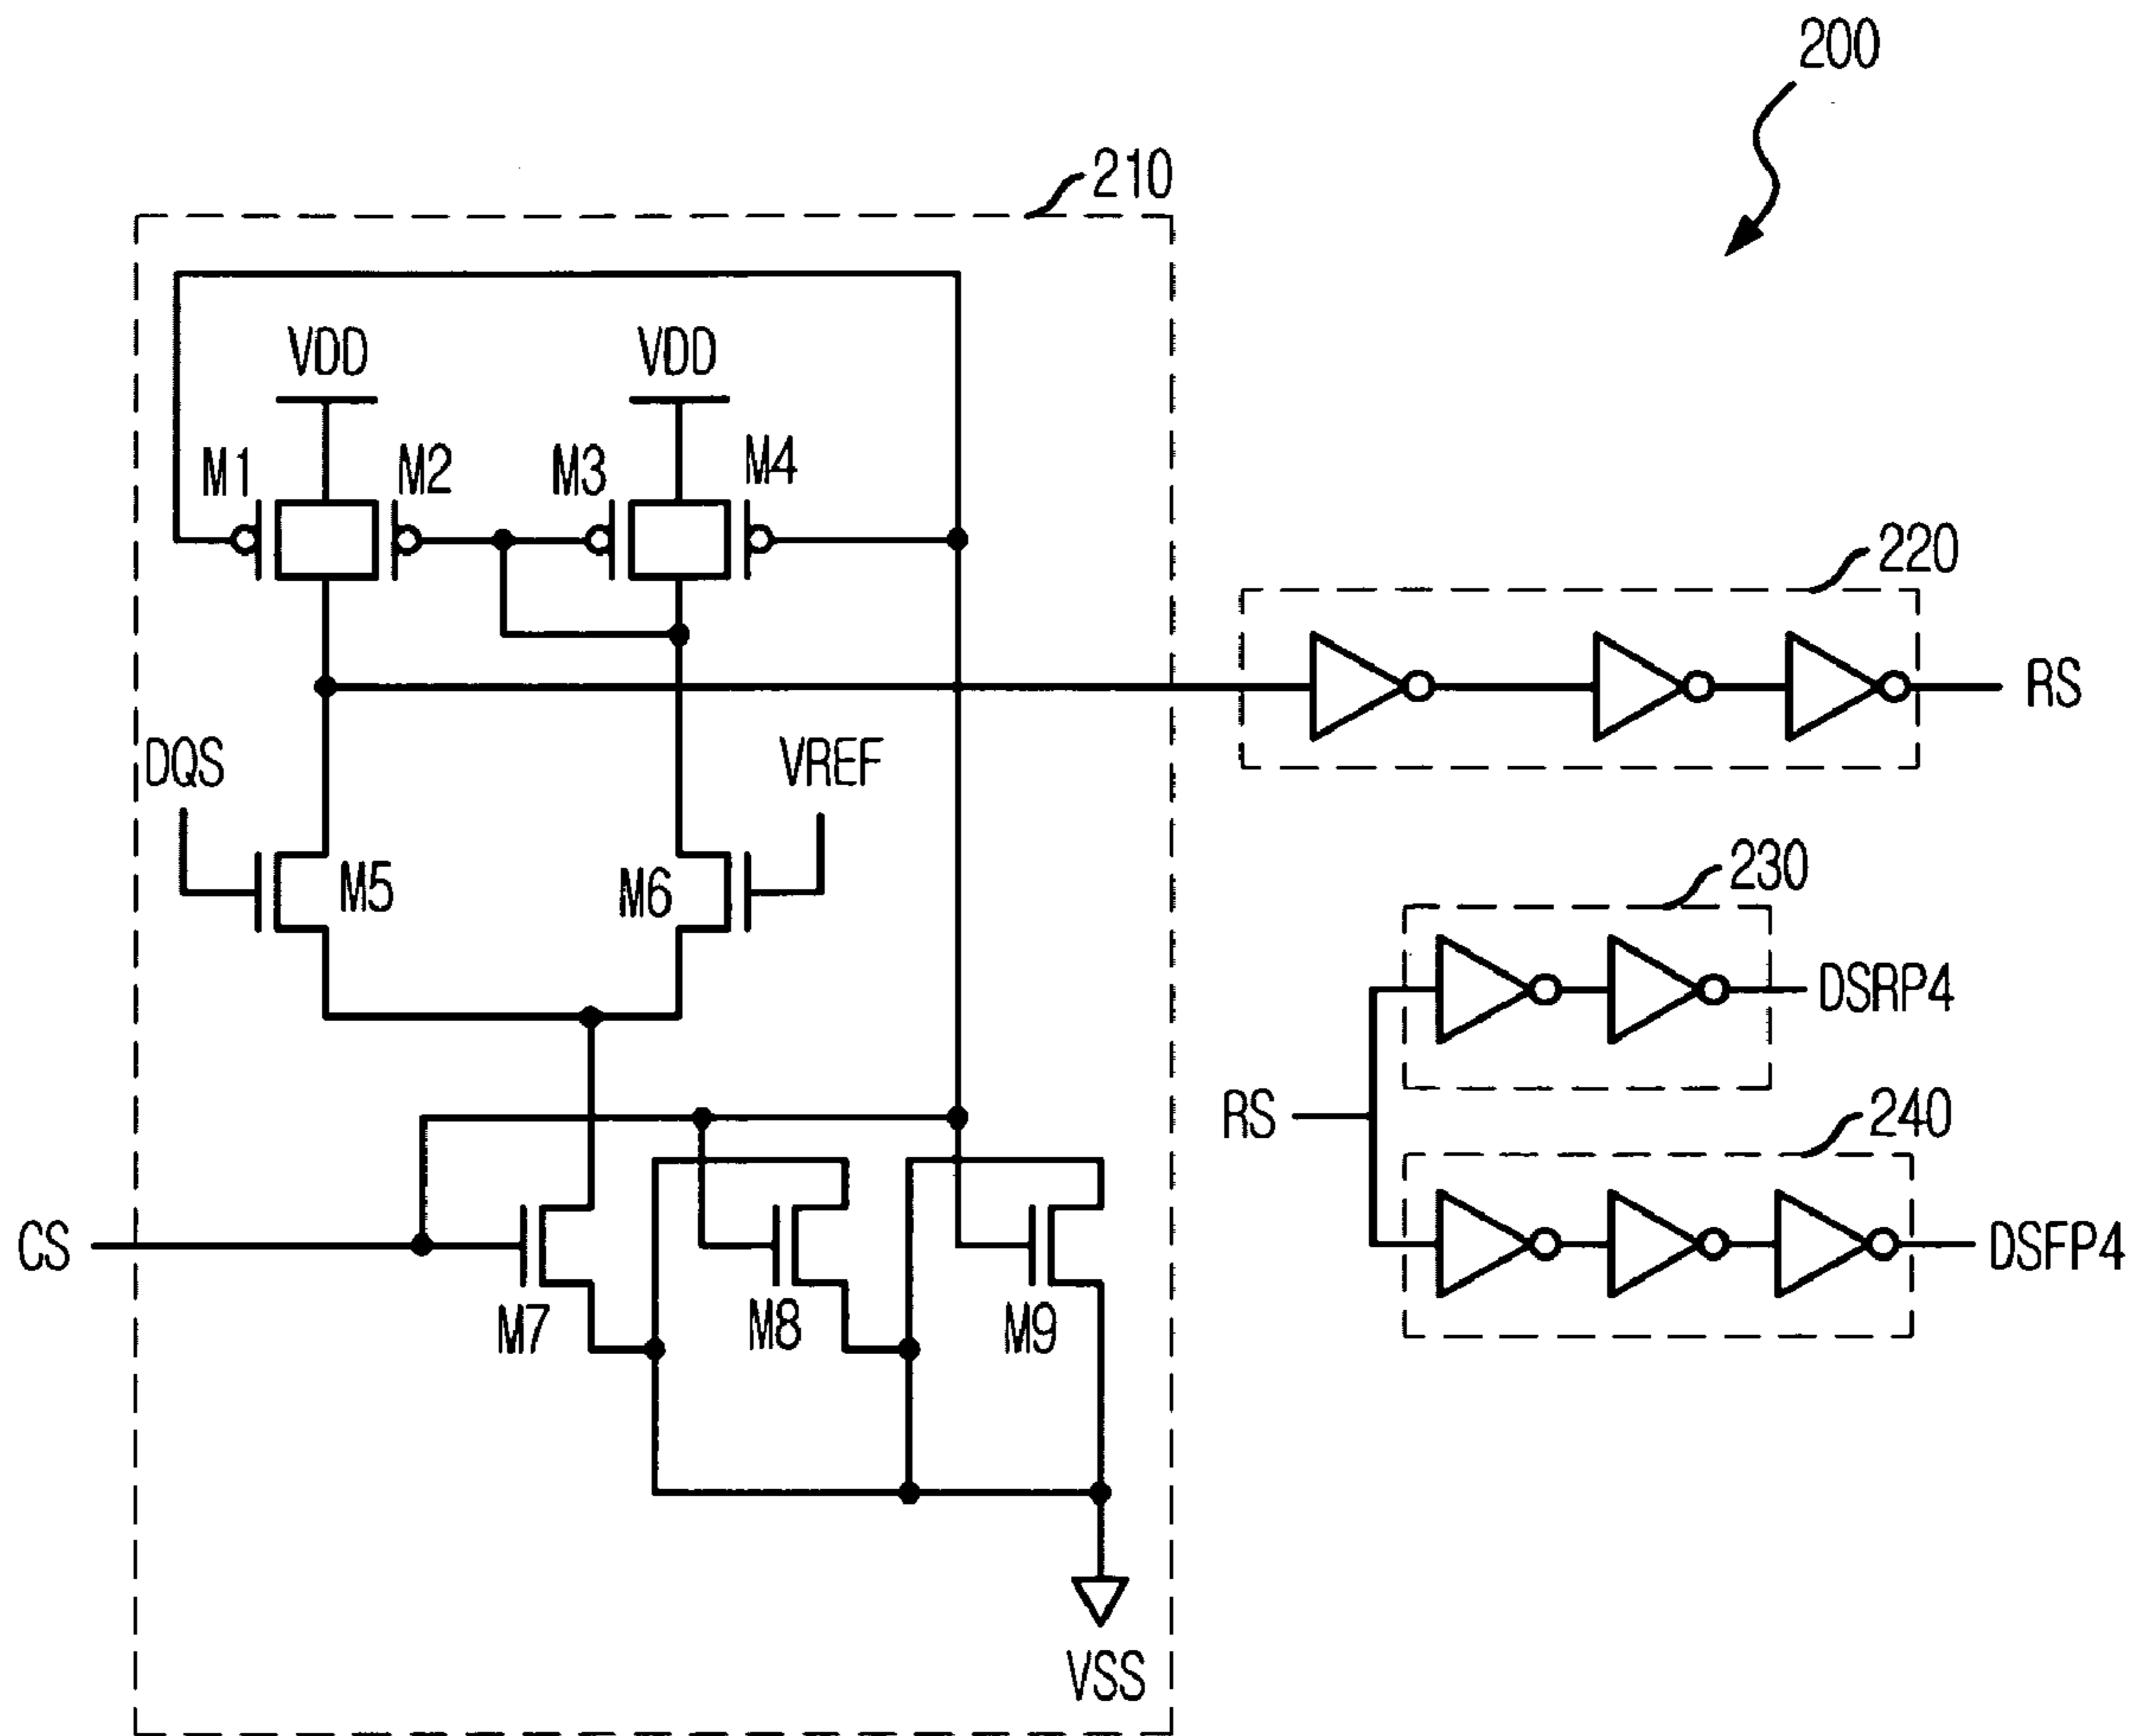 200
210
VDD
VDD
M1
M2
M3
M4
220
RS
DQS
VREF
M5
M6
230
DSRP4
RS
240
DSFP4
CS
M7
M8
M9
VSS